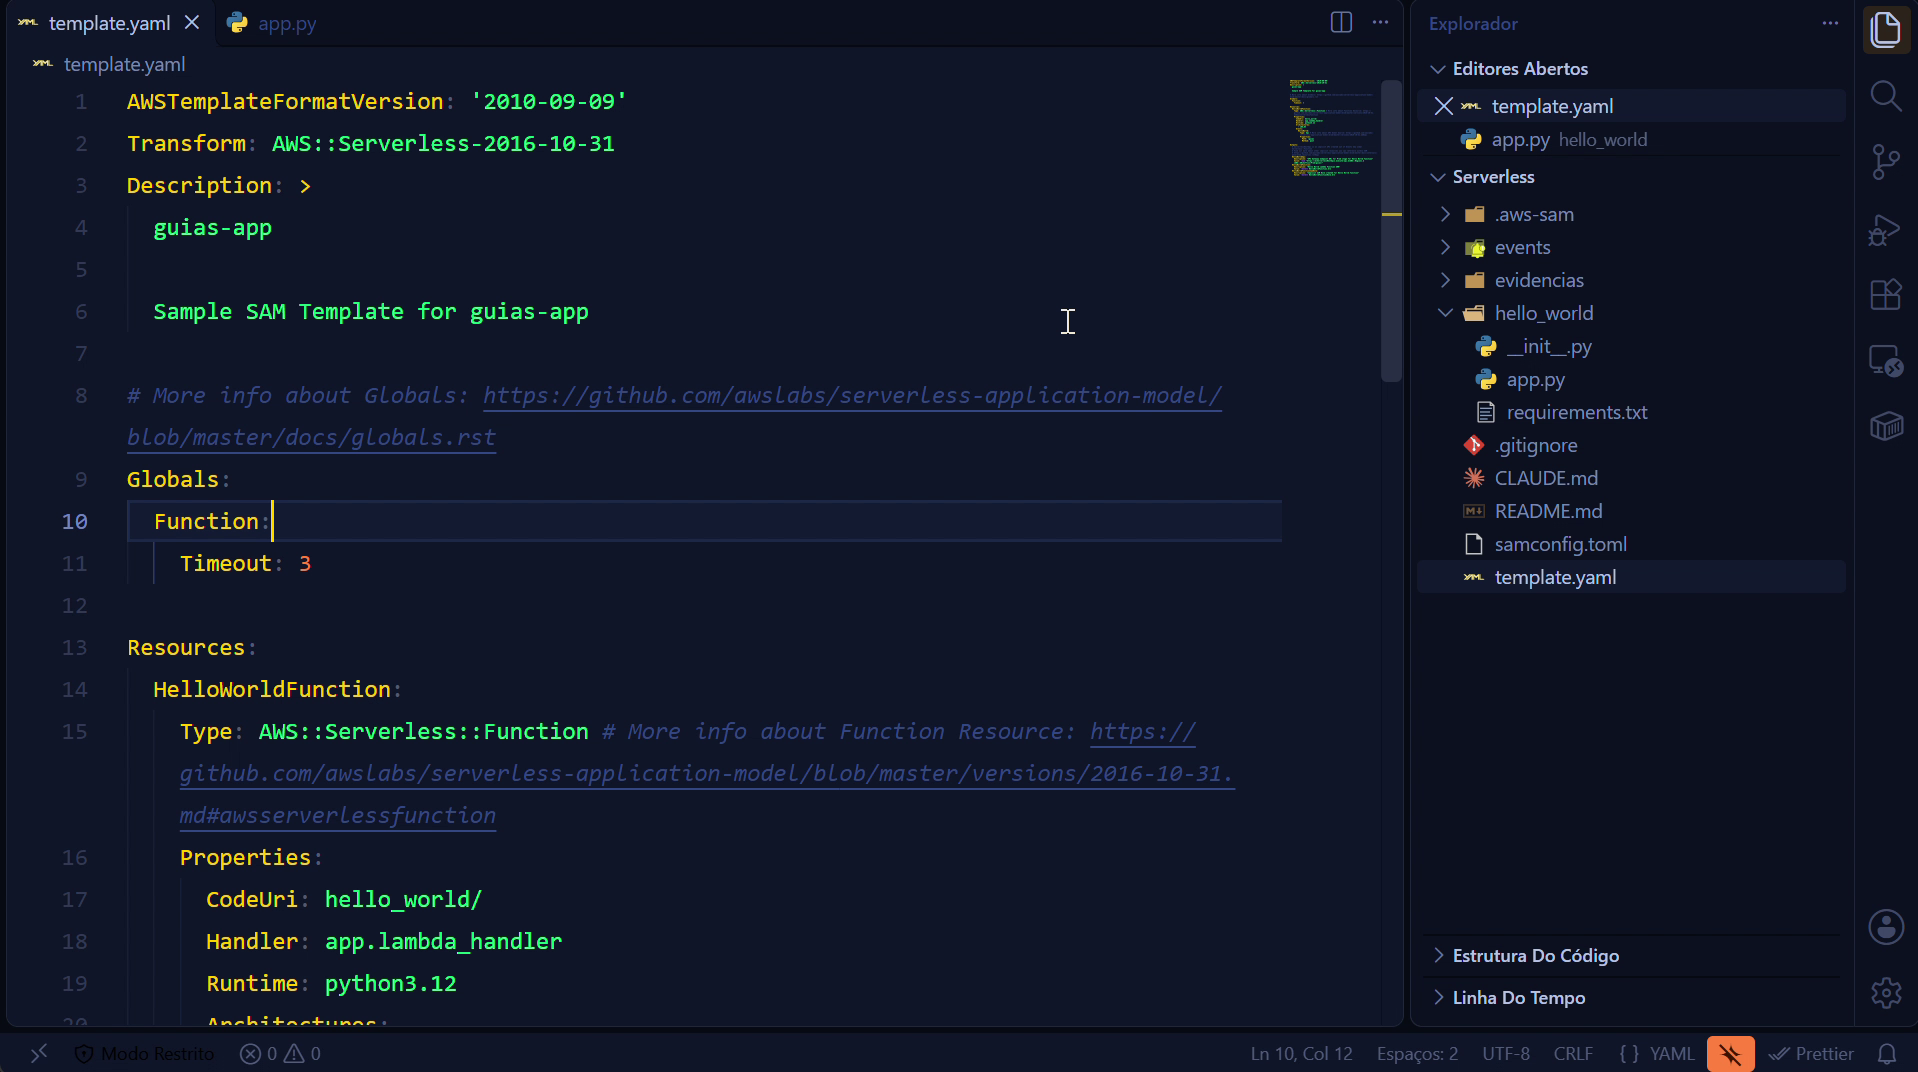 template.yaml
app.py
template.yaml
1 AWSTemplateFormatVersion: '2010-09-09'
2 Transform: AWS::Serverless-2016-10-31
3 Description: >
4 guias-app
5
6 Sample SAM Template for guias-app
7
8 # More info about Globals: https://github.com/awslabs/serverless-application-model/
blob/master/docs/globals.rst
9 Globals:
10 Function:
11 Timeout: 3
12
13 Resources:
14 HelloWorldFunction:
15 Type: AWS::Serverless::Function # More info about Function Resource: https://
github.com/awslabs/serverless-application-model/blob/master/versions/2016-10-31.
md#awsserverlessfunction
16 Properties:
17 CodeUri: hello_world/
18 Handler: app.lambda_handler
19 Runtime: python3.12
20 Architectures:
Explorador
Editores Abertos
template.yaml
app.py hello_world
Serverless
.aws-sam
events
evidencias
hello_world
__init__.py
app.py
requirements.txt
.gitignore
CLAUDE.md
README.md
samconfig.toml
template.yaml
Estrutura Do Código
Linha Do Tempo
Modo Restrito 0 0 Ln 10, Col 12 Espaços: 2 UTF-8 CRLF { } YAML Prettier